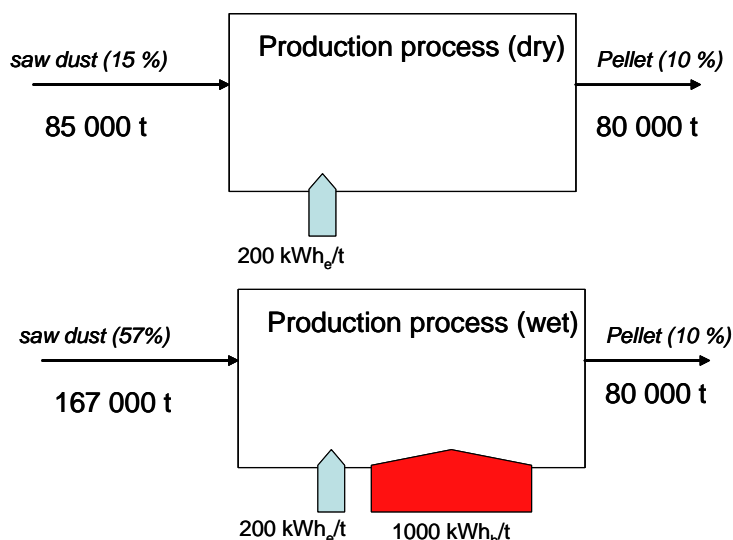 Production process (dry)
saw dust (15 %)
Pellet (10 %)
85 000 t
80 000 t
200 kWhe/t
Production process (wet)
saw dust (57%)
Pellet (10 %)
167 000 t
80 000 t
200 kWhe/t
1000 kWhh/t